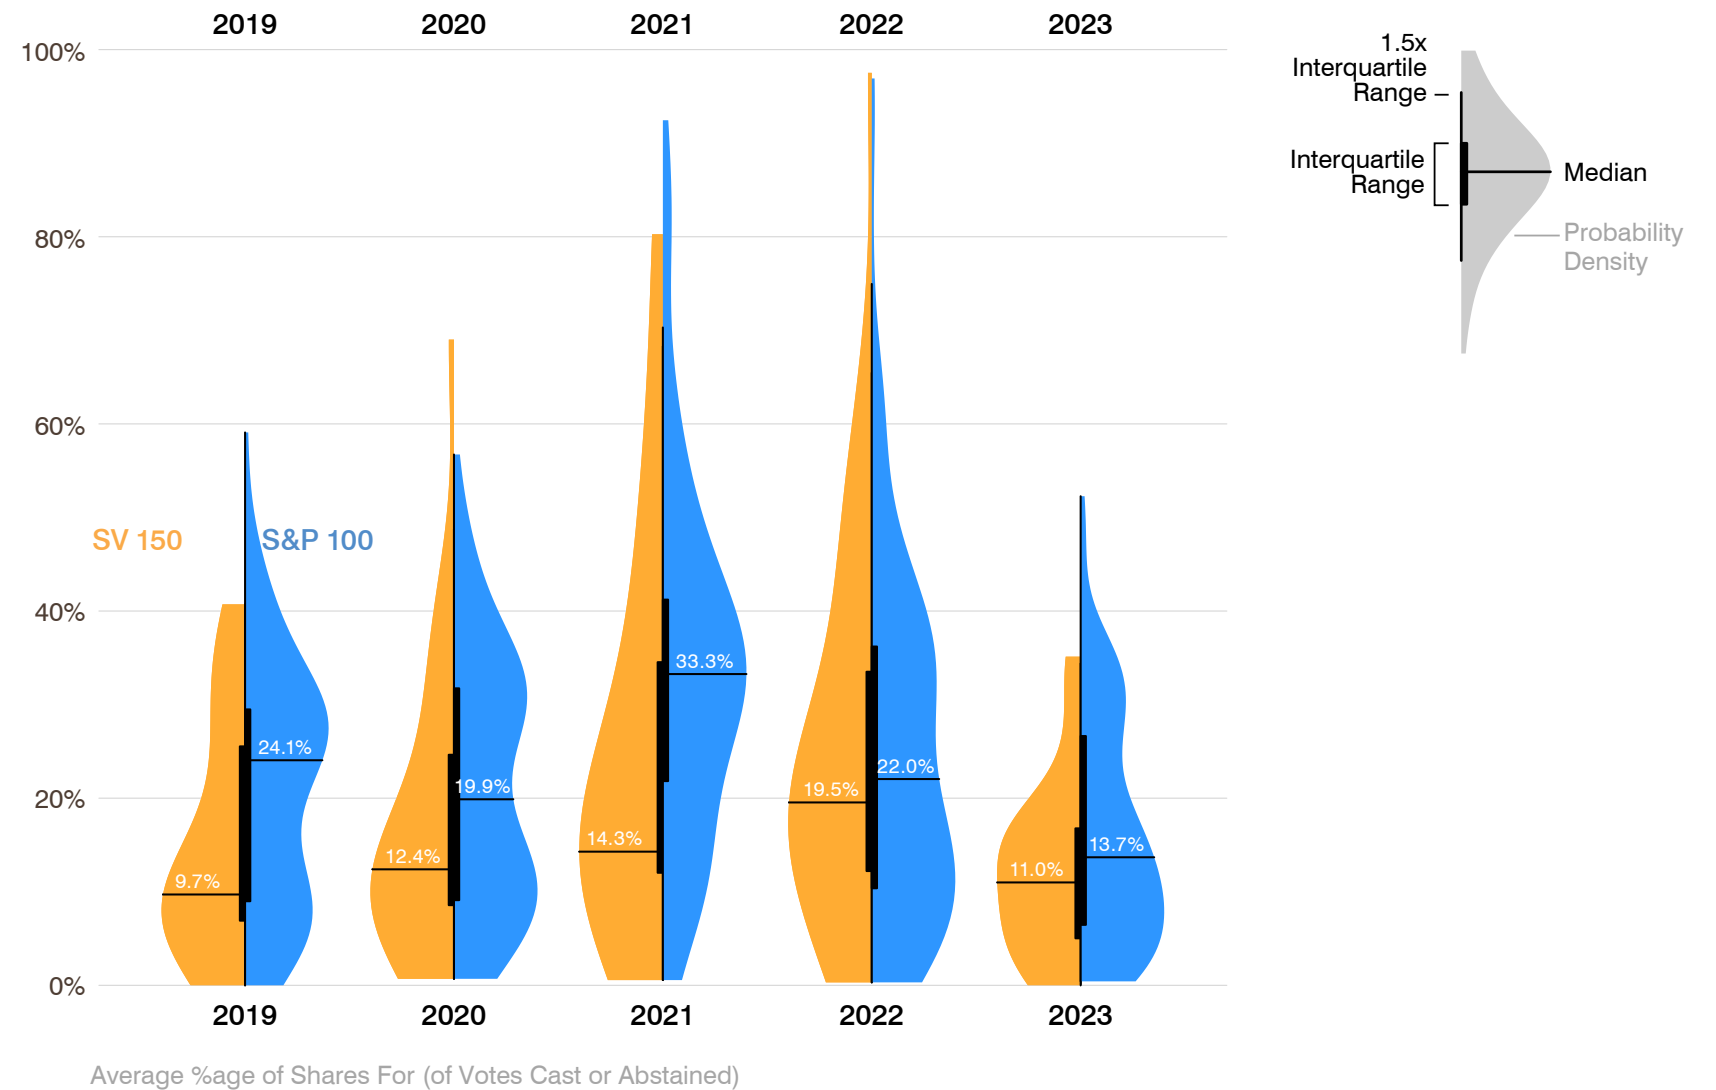 2019 2020 2021 2022 2023
100%
80%
60%
40%
20%
0%
SV 150 S&P 100
9.7% 24.1%
12.4% 19.9%
14.3% 33.3%
19.5% 22.0%
11.0% 13.7%
2019 2020 2021 2022 2023
Average %age of Shares For (of Votes Cast or Abstained)
1.5x
Interquartile
Range
Interquartile
Range
Median
Probability
Density